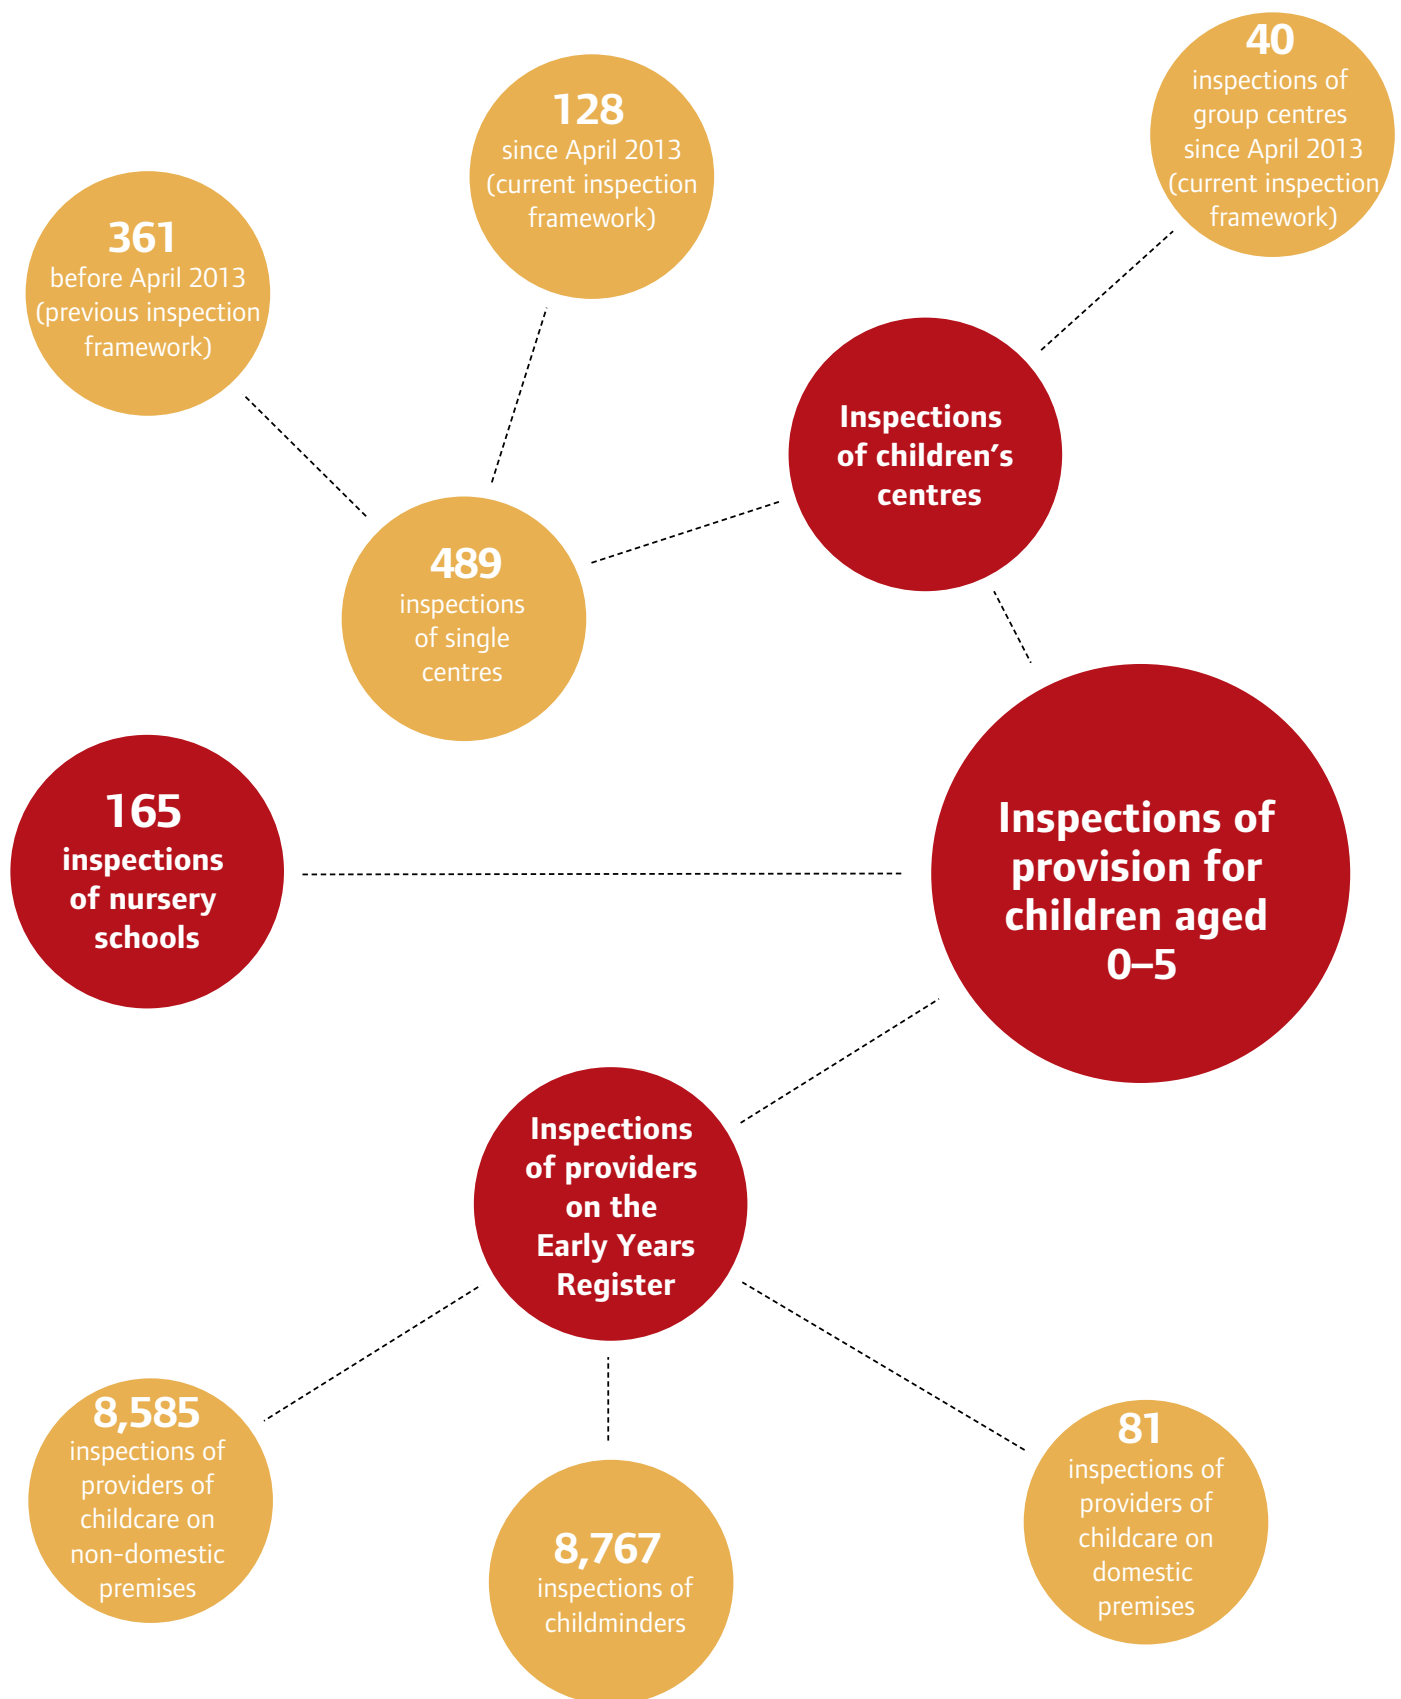 40
inspections of
group centres
since April 2013
(current inspection
framework)
128
since April 2013
(current inspection
framework)
361
before April 2013
(previous inspection
framework)
Inspections
of children's
centres
489
inspections
of single
centres
165
inspections
of nursery
schools
Inspections of
provision for
children aged
0–5
Inspections
of providers
on the
Early Years
Register
8,585
inspections of
providers of
childcare on
non-domestic
premises
8,767
inspections of
childminders
81
inspections of
providers of
childcare on
domestic
premises